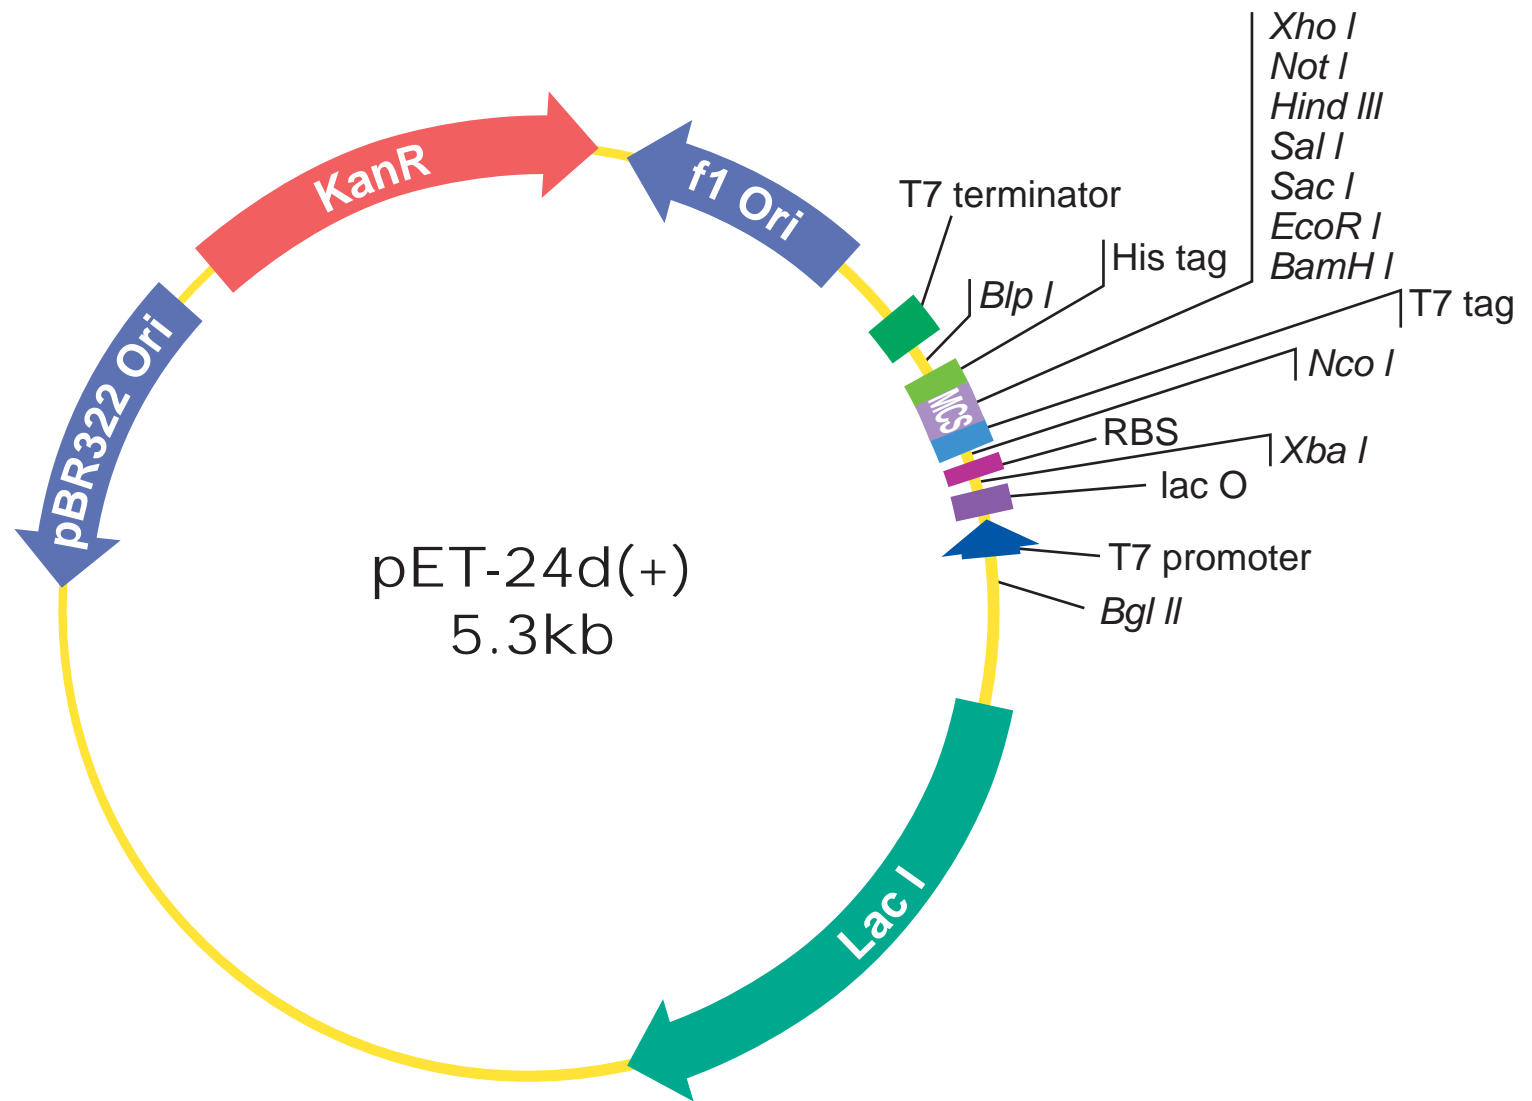 Xho I
Not I
Hind III
Sal I
Sac I
EcoR I
BamH I
KanR
f1 Ori
T7 terminator
His tag
Blp I
T7 tag
Nco I
MCS
RBS
Xba I
lac O
pBR322 Ori
T7 promoter
Bgl II
pET-24d(+)
5.3kb
Lac I